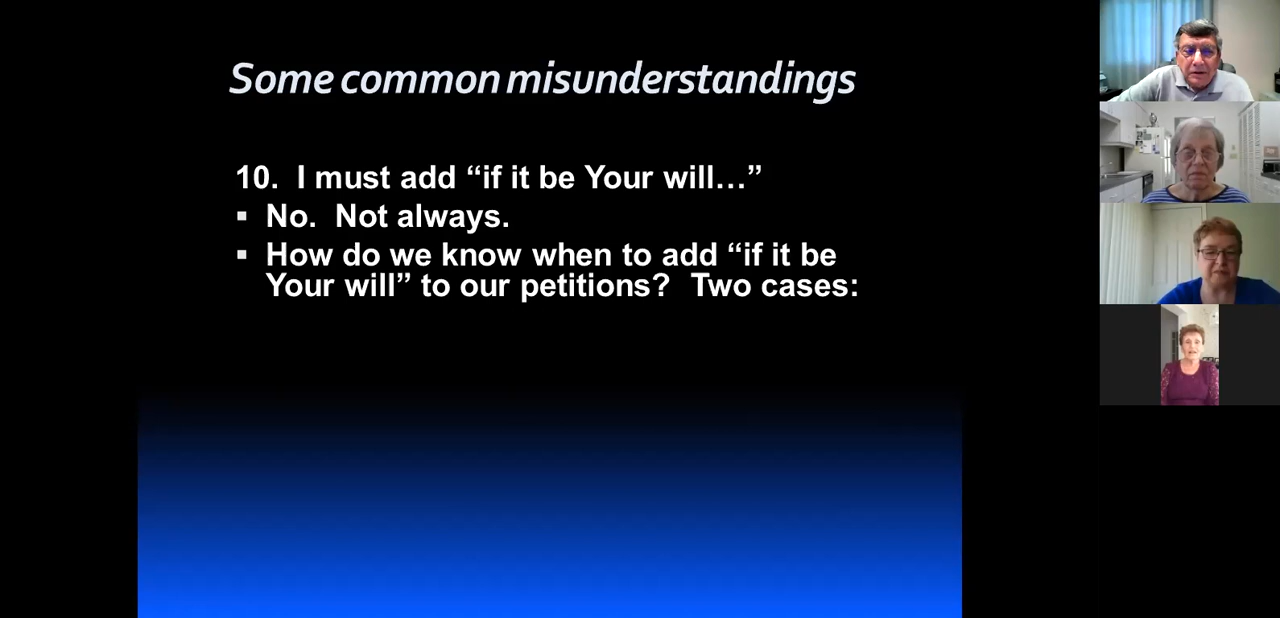 Some common misunderstandings
10.  I must add “if it be Your will…”
▪ No.  Not always.
▪ How do we know when to add “if it be
Your will” to our petitions?  Two cases: